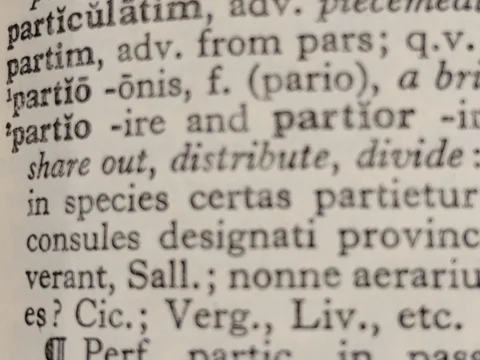 partĭcŭlātim, adv. piecemeal
partim, adv. from pars; q.v.
¹partĭō -ōnis, f. (pario), a bri
²partĭo -ire and partĭor -ir
share out, distribute, divide:
in species certas partietur
consules designati provinc
verant, Sall.; nonne aerariu
es? Cic.; Verg., Liv., etc.
¶ Perf. partic. in pass